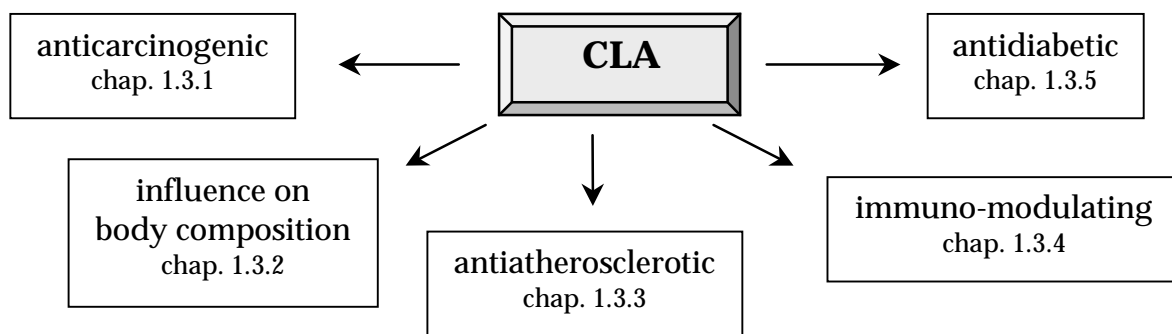 CLA
anticarcinogenic
chap. 1.3.1
influence on
body composition
chap. 1.3.2
antiatherosclerotic
chap. 1.3.3
immuno-modulating
chap. 1.3.4
antidiabetic
chap. 1.3.5